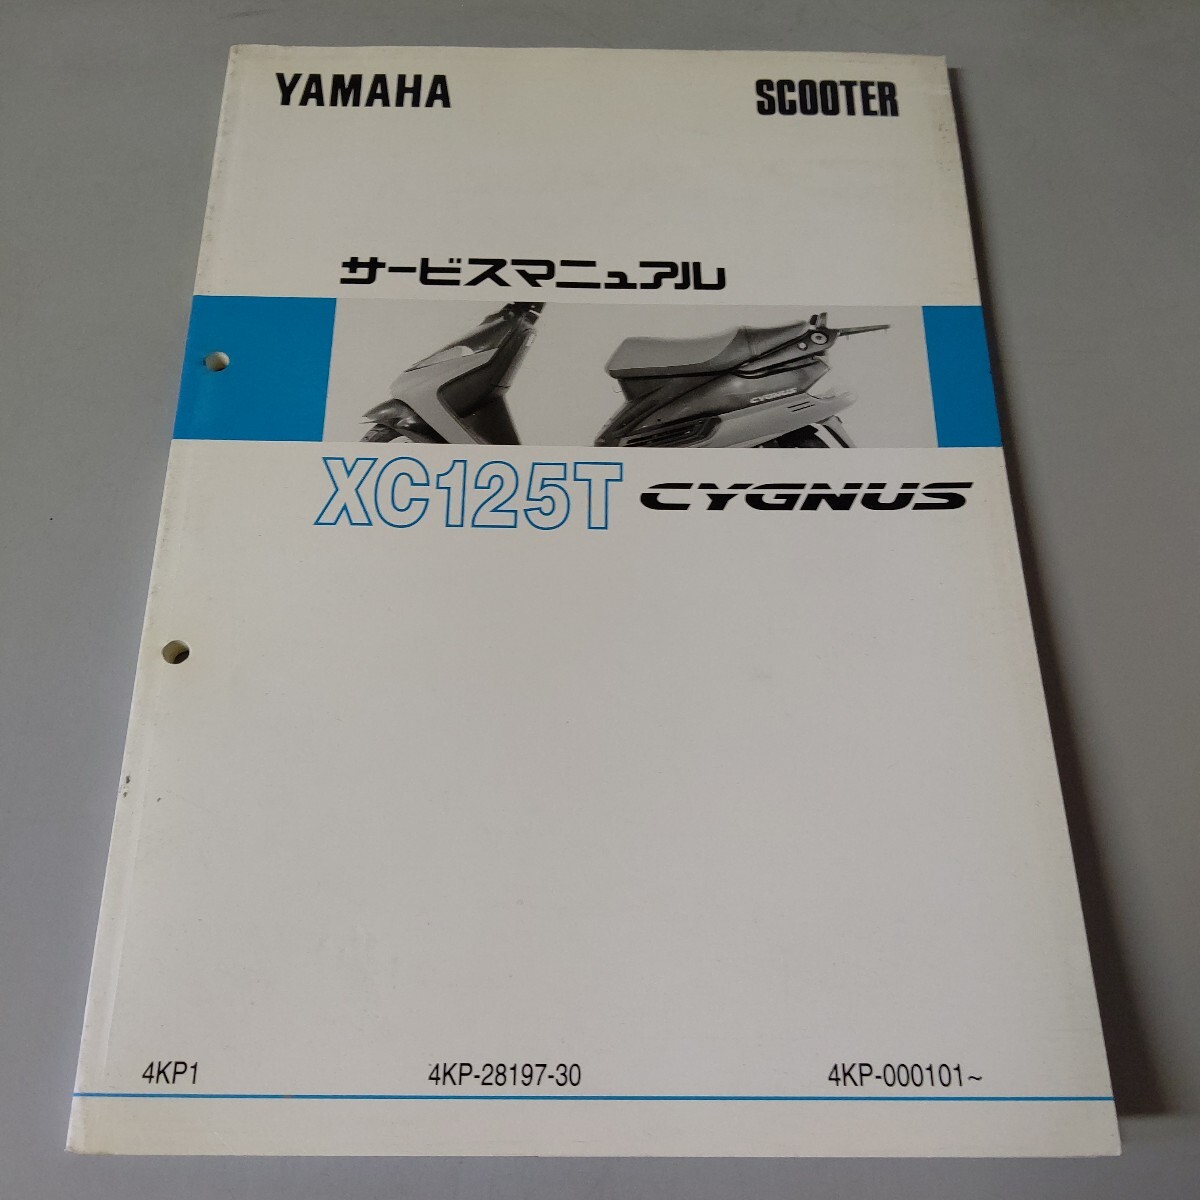 YAMAHA SCOOTER
サービスマニュアル
CYGNUS
XC125T CYGNUS
4KP1 4KP-28197-30 4KP-000101~